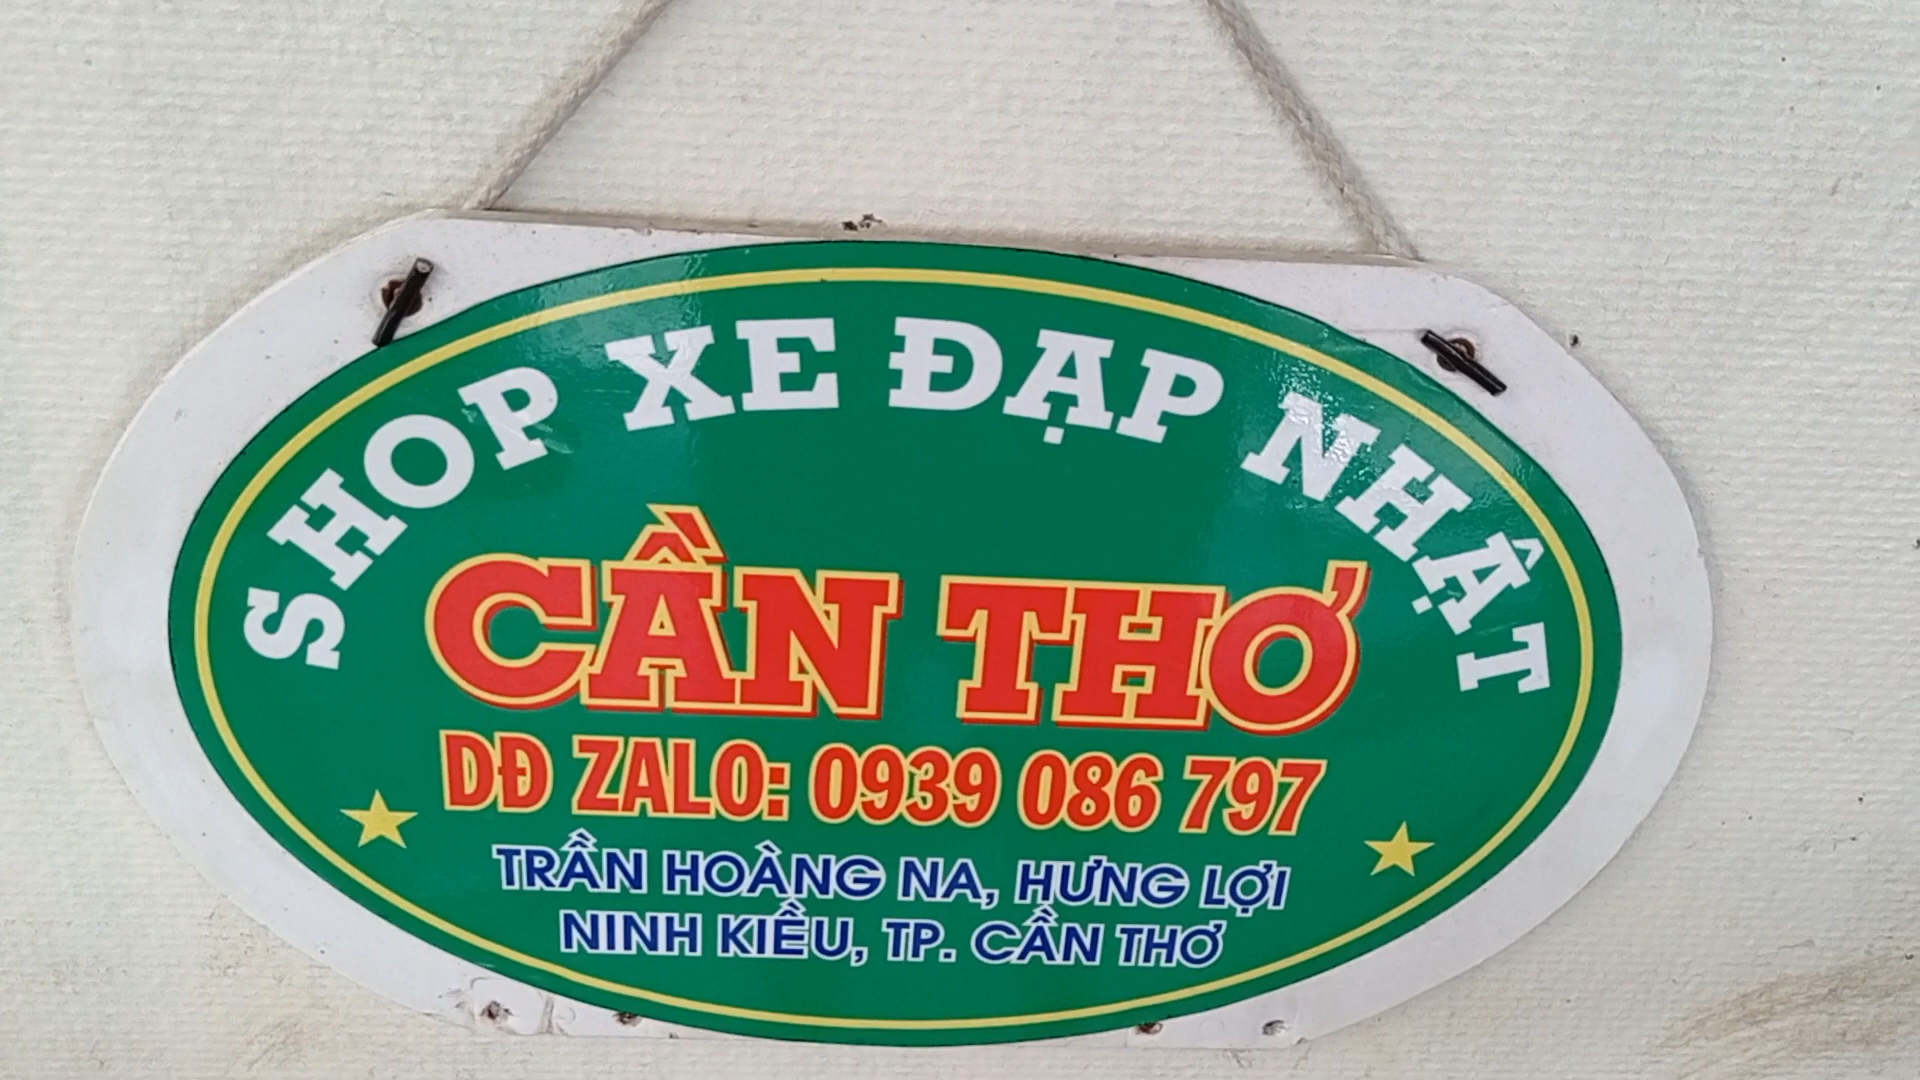 SHOP XE ĐẠP NHẬT
CẦN THƠ
DĐ ZALO: 0939 086 797
TRẦN HOÀNG NA, HƯNG LỢI
NINH KIỀU, TP. CẦN THƠ